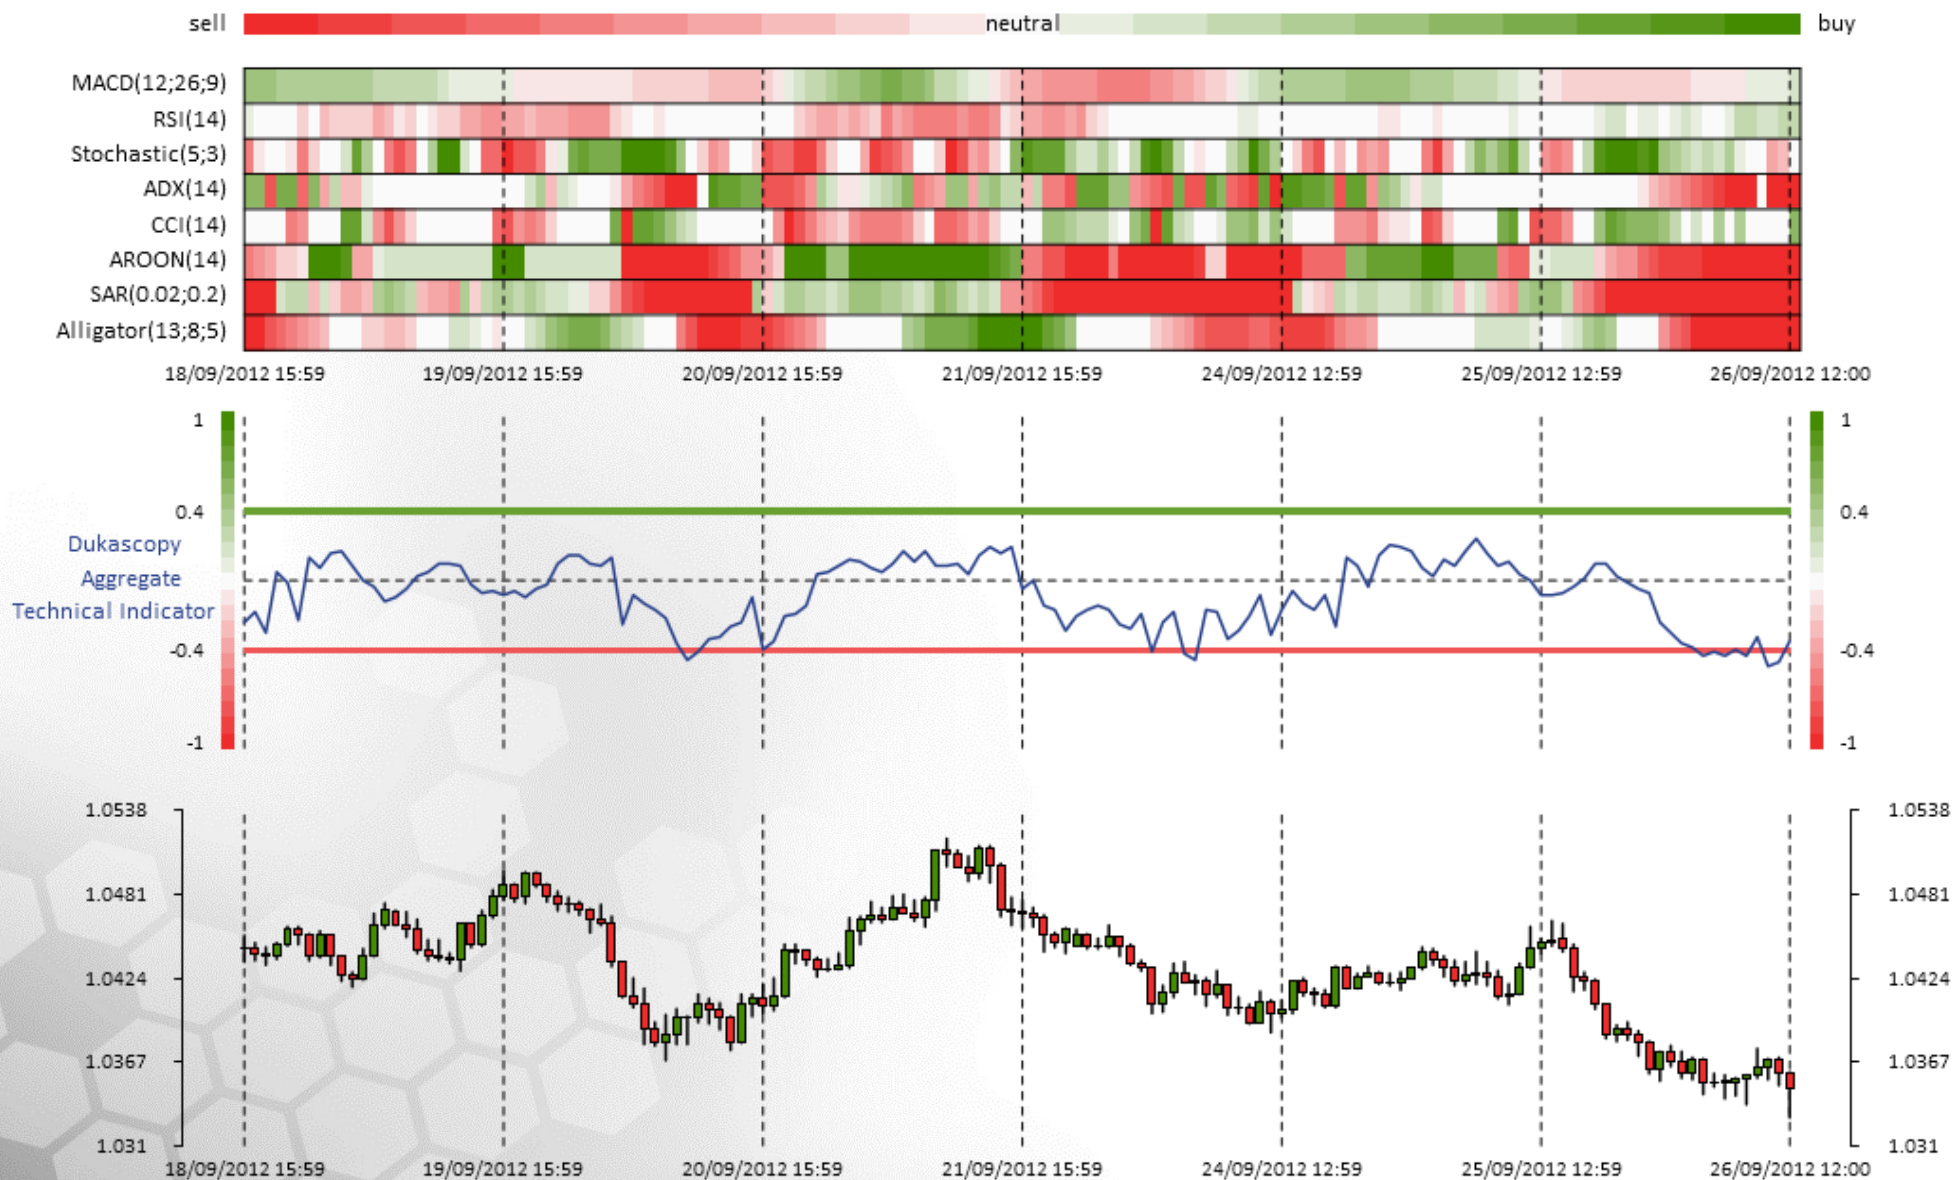 sell neutral buy
MACD(12;26;9)
RSI(14)
Stochastic(5;3)
ADX(14)
CCI(14)
AROON(14)
SAR(0.02;0.2)
Alligator(13;8;5)
18/09/2012 15:59 19/09/2012 15:59 20/09/2012 15:59 21/09/2012 15:59 24/09/2012 12:59 25/09/2012 12:59 26/09/2012 12:00
1 1
0.4 0.4
Dukascopy
Aggregate
Technical Indicator
-0.4 -0.4
-1 -1
1.0538 1.0538
1.0481 1.0481
1.0424 1.0424
1.0367 1.0367
1.031 1.031
18/09/2012 15:59 19/09/2012 15:59 20/09/2012 15:59 21/09/2012 15:59 24/09/2012 12:59 25/09/2012 12:59 26/09/2012 12:00